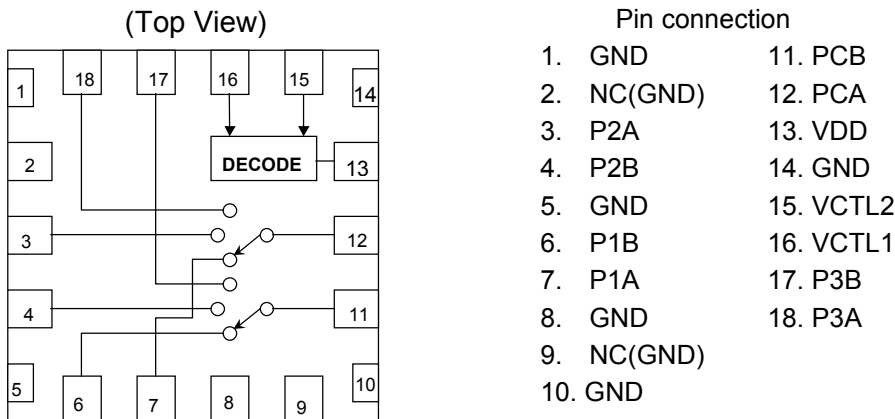 (Top View)
18 17 16 15
1 14
DECODE
2 13
3 12
4 11
5 10
6 7 8 9
Pin connection
1. GND
2. NC(GND)
3. P2A
4. P2B
5. GND
6. P1B
7. P1A
8. GND
9. NC(GND)
10. GND
11. PCB
12. PCA
13. VDD
14. GND
15. VCTL2
16. VCTL1
17. P3B
18. P3A